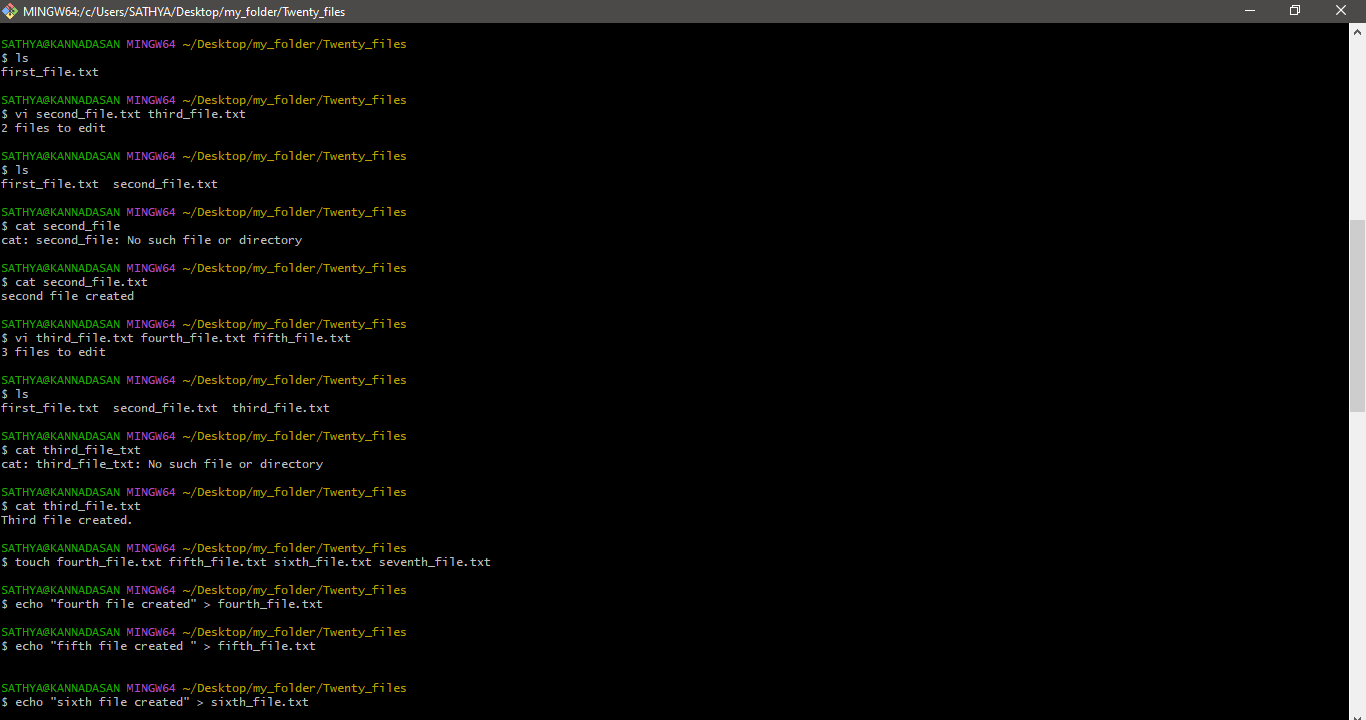 MINGW64:/c/Users/SATHYA/Desktop/my_folder/Twenty_files
SATHYA@KANNADASAN MINGW64 ~/Desktop/my_folder/Twenty_files
$ ls
first_file.txt
SATHYA@KANNADASAN MINGW64 ~/Desktop/my_folder/Twenty_files
$ vi second_file.txt third_file.txt
2 files to edit
SATHYA@KANNADASAN MINGW64 ~/Desktop/my_folder/Twenty_files
$ ls
first_file.txt  second_file.txt
SATHYA@KANNADASAN MINGW64 ~/Desktop/my_folder/Twenty_files
$ cat second_file
cat: second_file: No such file or directory
SATHYA@KANNADASAN MINGW64 ~/Desktop/my_folder/Twenty_files
$ cat second_file.txt
second file created
SATHYA@KANNADASAN MINGW64 ~/Desktop/my_folder/Twenty_files
$ vi third_file.txt fourth_file.txt fifth_file.txt
3 files to edit
SATHYA@KANNADASAN MINGW64 ~/Desktop/my_folder/Twenty_files
$ ls
first_file.txt  second_file.txt  third_file.txt
SATHYA@KANNADASAN MINGW64 ~/Desktop/my_folder/Twenty_files
$ cat third_file_txt
cat: third_file_txt: No such file or directory
SATHYA@KANNADASAN MINGW64 ~/Desktop/my_folder/Twenty_files
$ cat third_file.txt
Third file created.
SATHYA@KANNADASAN MINGW64 ~/Desktop/my_folder/Twenty_files
$ touch fourth_file.txt fifth_file.txt sixth_file.txt seventh_file.txt
SATHYA@KANNADASAN MINGW64 ~/Desktop/my_folder/Twenty_files
$ echo "fourth file created" > fourth_file.txt
SATHYA@KANNADASAN MINGW64 ~/Desktop/my_folder/Twenty_files
$ echo "fifth file created " > fifth_file.txt
SATHYA@KANNADASAN MINGW64 ~/Desktop/my_folder/Twenty_files
$ echo "sixth file created" > sixth_file.txt